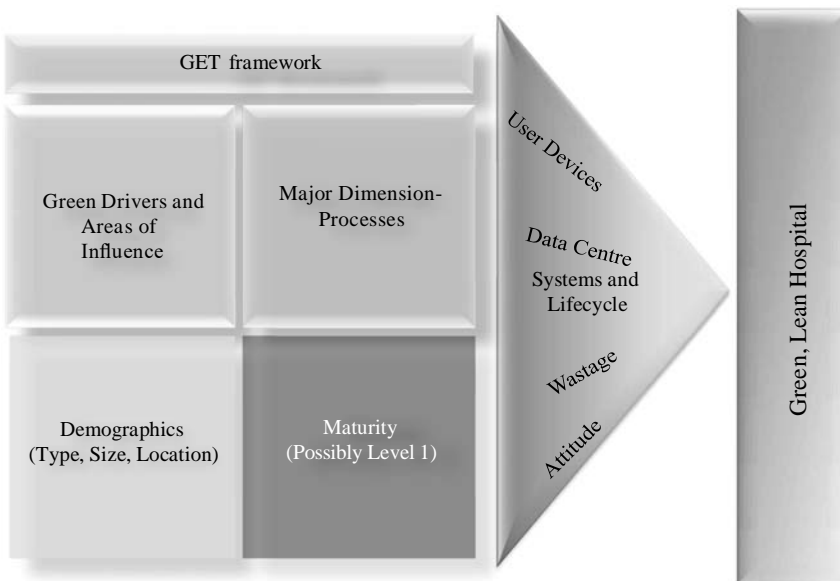 GET framework
Green Drivers and
Areas of
Influence
Major Dimension-
Processes
Demographics
(Type, Size, Location)
Maturity
(Possibly Level 1)
User Devices
Data Centre
Systems and
Lifecycle
Wastage
Attitude
Green, Lean Hospital